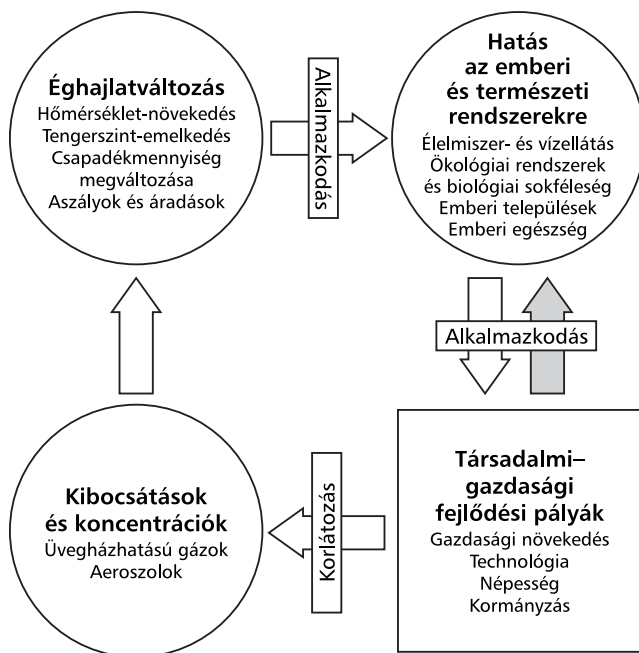 Éghajlatváltozás
Hőmérséklet-növekedés
Tengerszint-emelkedés
Csapadékmennyiség
megváltozása
Aszályok és áradások
Alkalmazkodás
Hatás
az emberi
és természeti
rendszerekre
Élelmiszer- és vízellátás
Ökológiai rendszerek
és biológiai sokféleség
Emberi települések
Emberi egészség
Alkalmazkodás
Társadalmi–
gazdasági
fejlődési pályák
Gazdasági növekedés
Technológia
Népesség
Kormányzás
Korlátozás
Kibocsátások
és koncentrációk
Üvegházhatású gázok
Aeroszolok